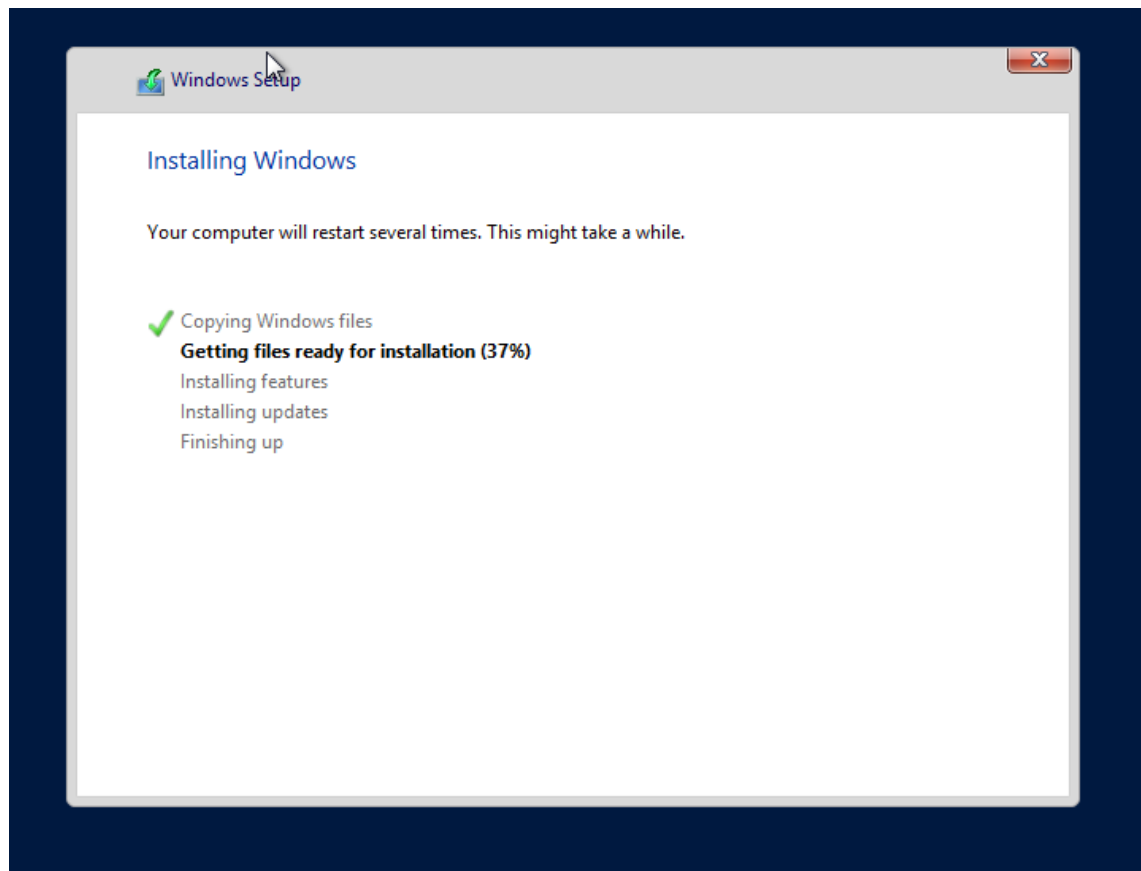 Windows Setup
Installing Windows
Your computer will restart several times. This might take a while.
Copying Windows files
Getting files ready for installation (37%)
Installing features
Installing updates
Finishing up